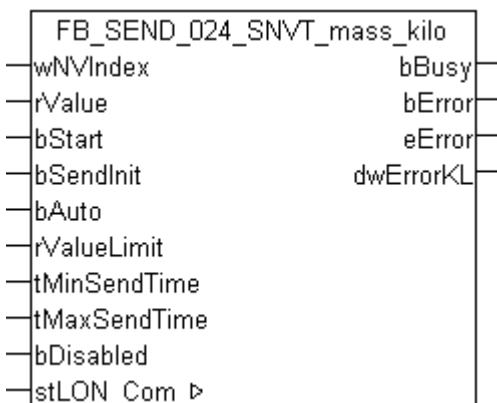 FB_SEND_024_SNVT_mass_kilo
wNVIndex bBusy
rValue bError
bStart eError
bSendInit dwErrorKL
bAuto
rValueLimit
tMinSendTime
tMaxSendTime
bDisabled
stLON_Com ▷